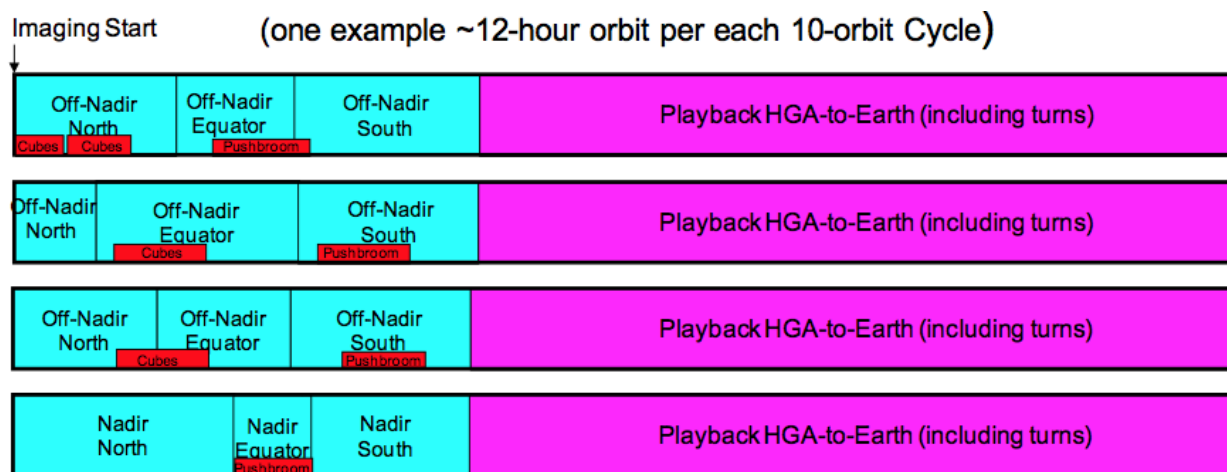 Imaging Start
(one example ~12-hour orbit per each 10-orbit Cycle)
Off-Nadir
North
Off-Nadir
Equator
Off-Nadir
South
Playback HGA-to-Earth (including turns)
Cubes
Cubes
Pushbroom
Off-Nadir
North
Off-Nadir
Equator
Off-Nadir
South
Playback HGA-to-Earth (including turns)
Cubes
Pushbroom
Off-Nadir
North
Off-Nadir
Equator
Off-Nadir
South
Playback HGA-to-Earth (including turns)
Cubes
Pushbroom
Nadir
North
Nadir
Equator
Nadir
South
Playback HGA-to-Earth (including turns)
Pushbroom